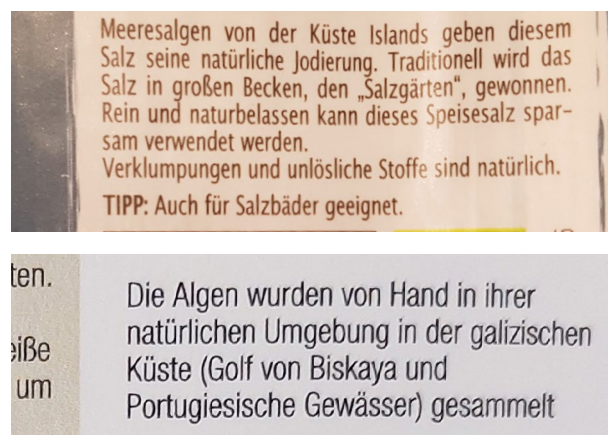 Meeresalgen von der Küste Islands geben diesem
Salz seine natürliche Jodierung. Traditionell wird das
Salz in großen Becken, den „Salzgärten“, gewonnen.
Rein und naturbelassen kann dieses Speisesalz spar-
sam verwendet werden.
Verklumpungen und unlösliche Stoffe sind natürlich.
TIPP: Auch für Salzbäder geeignet.
ten.
eiße
um
Die Algen wurden von Hand in ihrer
natürlichen Umgebung in der galizischen
Küste (Golf von Biskaya und
Portugiesische Gewässer) gesammelt